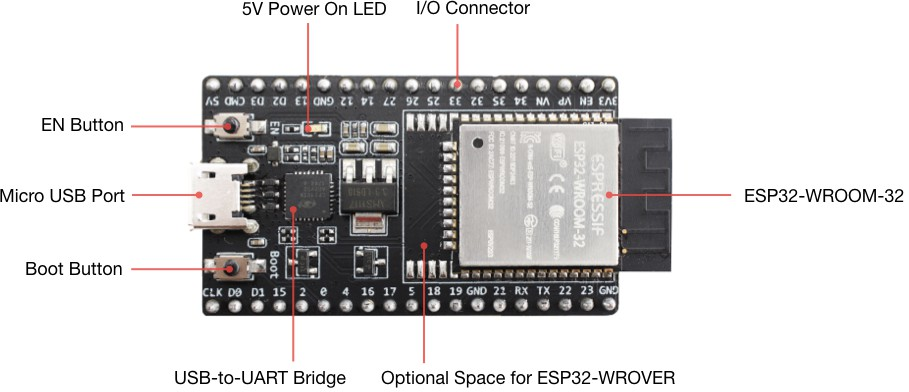 5V Power On LED
I/O Connector
5V CMD D3 D2 13 GND 12 14 27 26 25 33 32 35 34 VN VP EN 3V3
EN Button
EN
Micro USB Port
ESPRESSIF
ESP32-WROOM-32
ESP32-WROOM-32
Boot Button
Boot
CLK D0 D1 15 2 0 4 16 17 5 18 19 GND 21 RX TX 22 23 GND
USB-to-UART Bridge
Optional Space for ESP32-WROVER